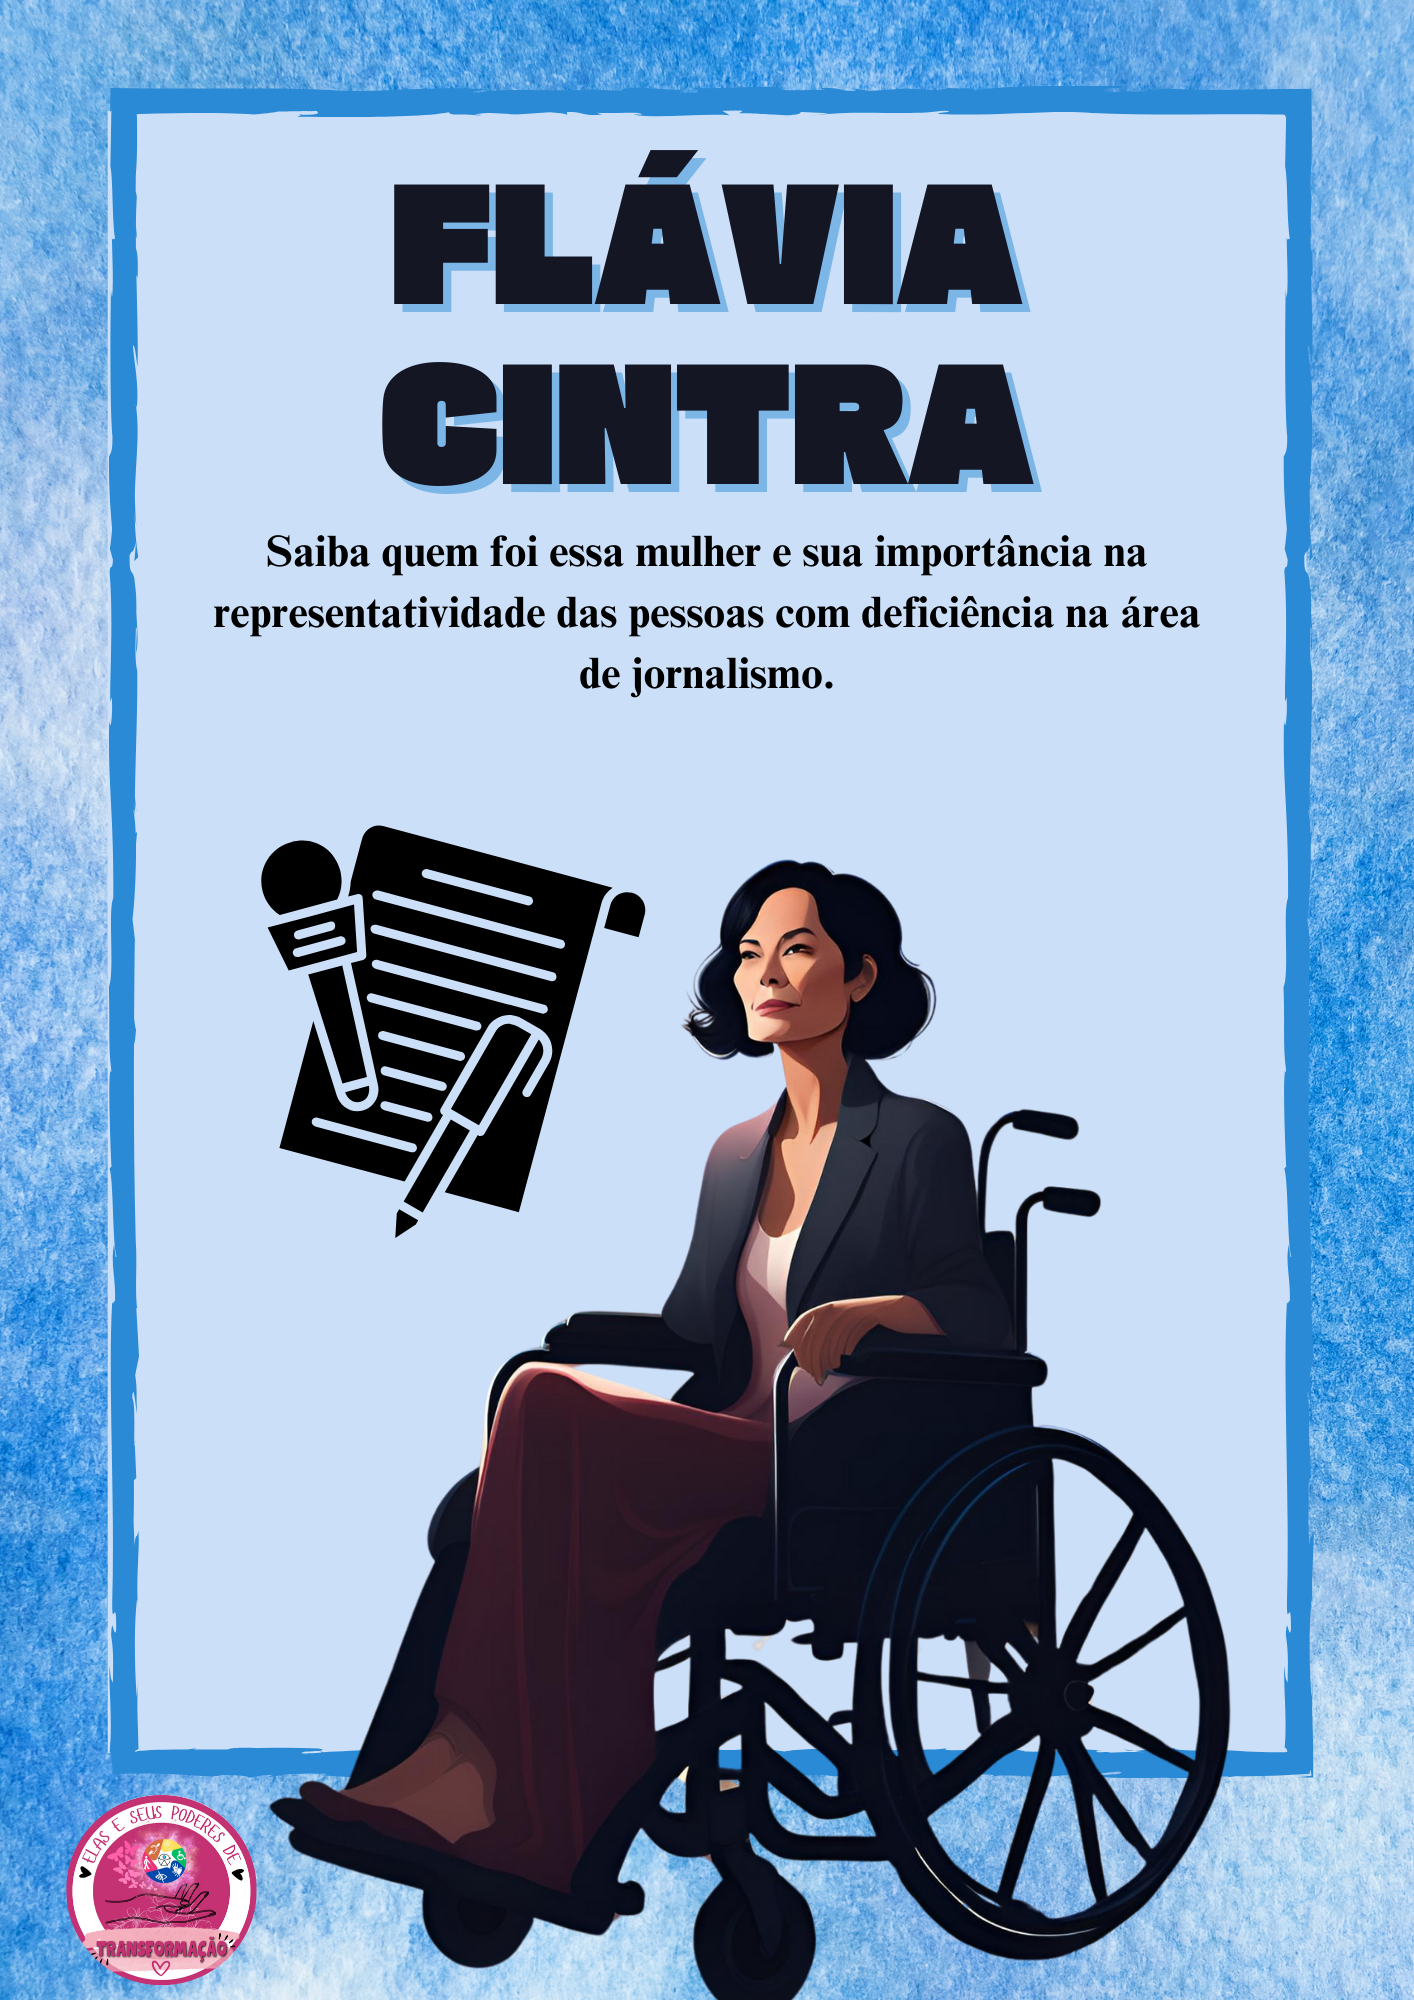 FLÁVIA
CINTRA
Saiba quem foi essa mulher e sua importância na
representatividade das pessoas com deficiência na área
de jornalismo.
ELAS E SEUS PODERES DE
TRANSFORMAÇÃO